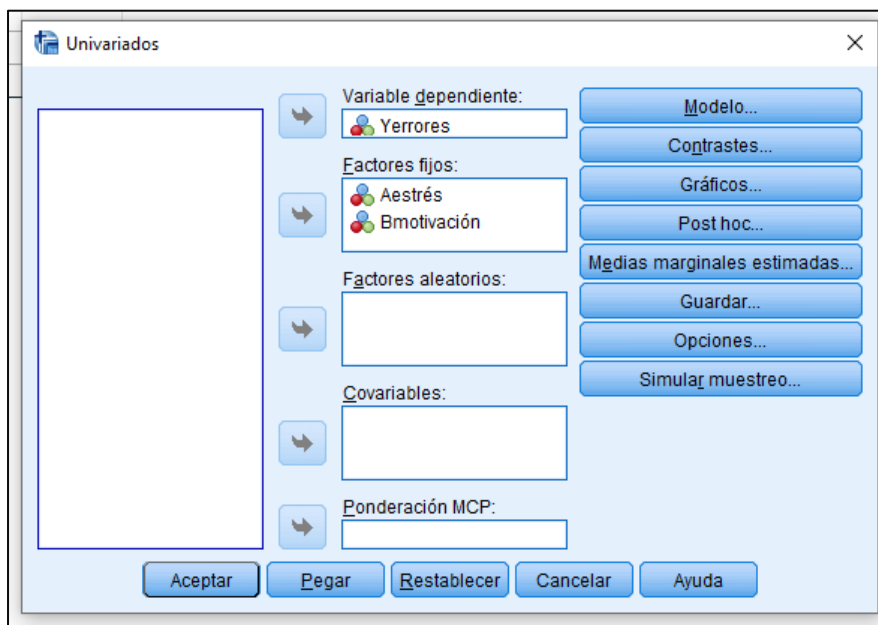 Univariados
Variable dependiente:
Yerrores
Factores fijos:
Aestrés
Bmotivación
Factores aleatorios:
Covariables:
Ponderación MCP:
Modelo...
Contrastes...
Gráficos...
Post hoc...
Medias marginales estimadas...
Guardar...
Opciones...
Simular muestreo...
Aceptar
Pegar
Restablecer
Cancelar
Ayuda